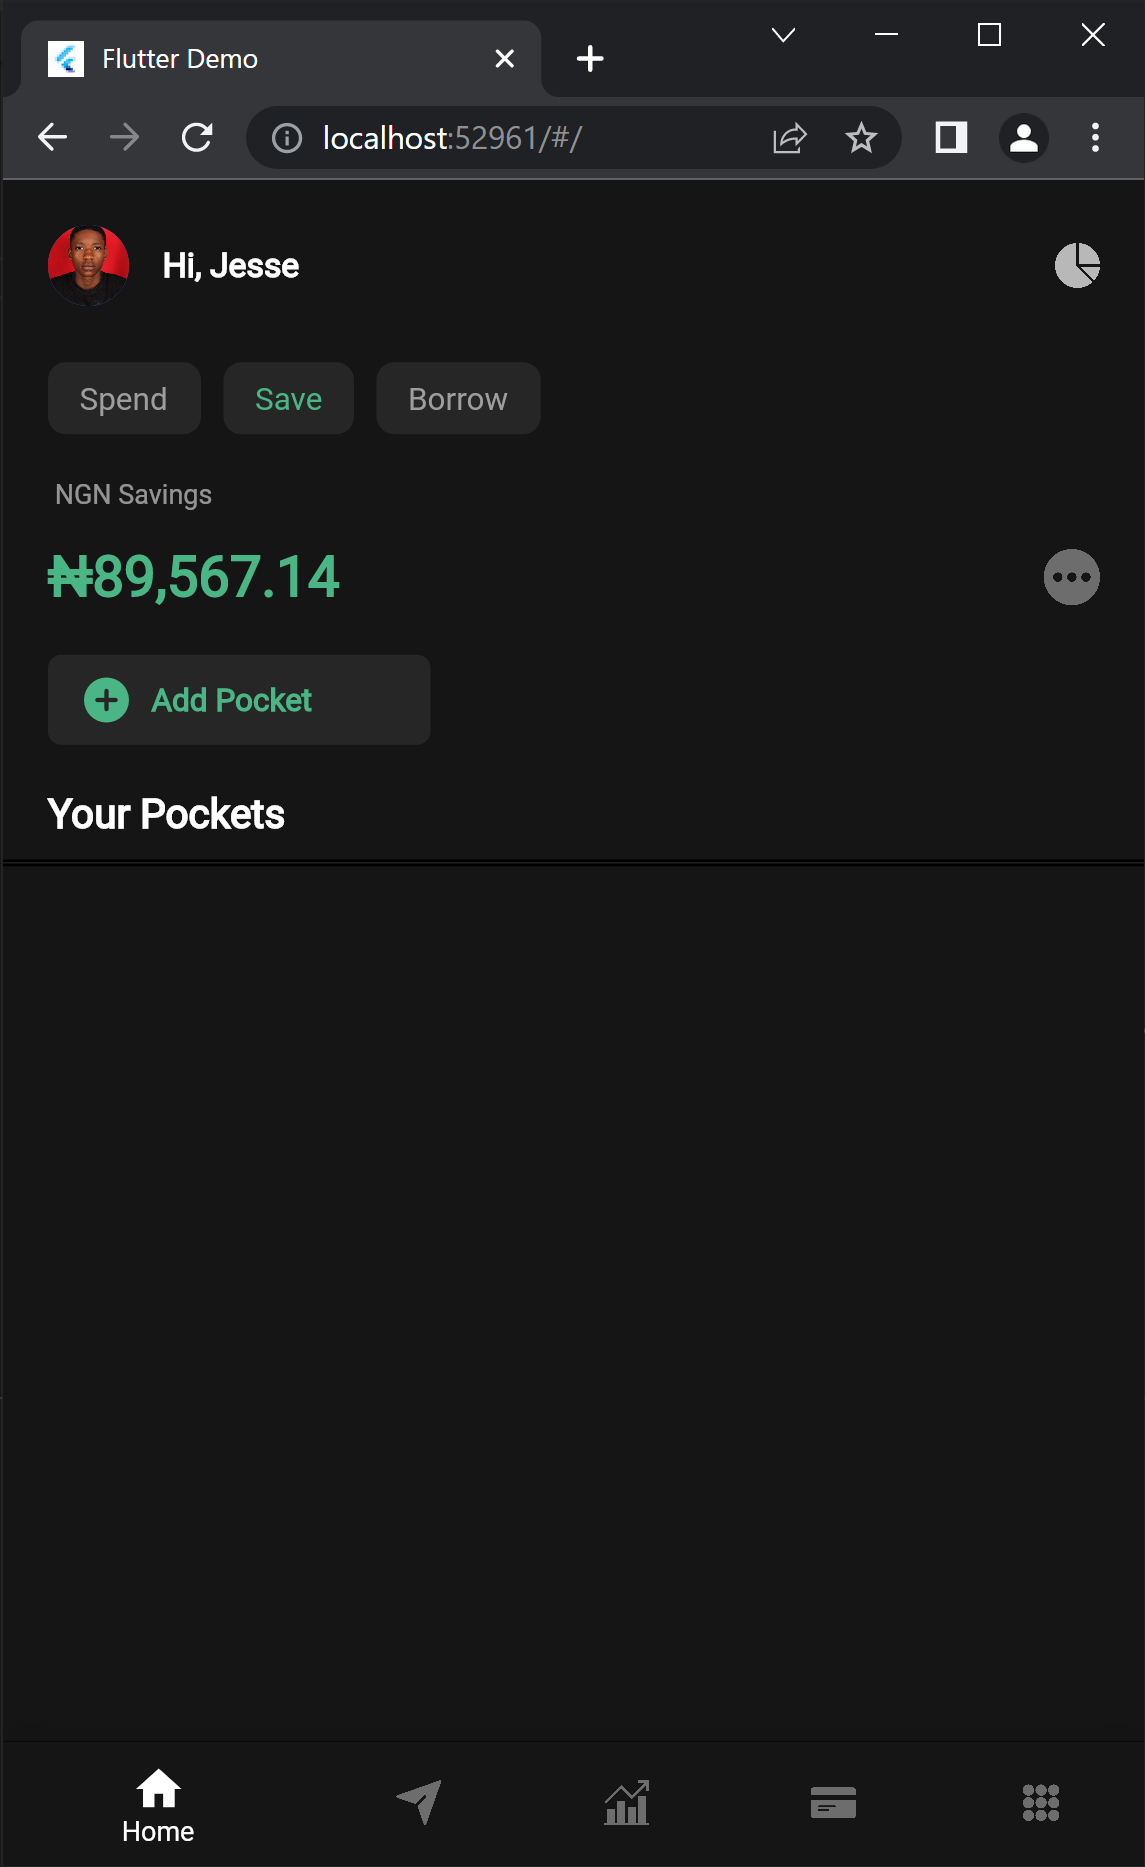 Flutter Demo
localhost:52961/#/
Hi, Jesse
Spend Save Borrow
NGN Savings
₦89,567.14
Add Pocket
Your Pockets
Home